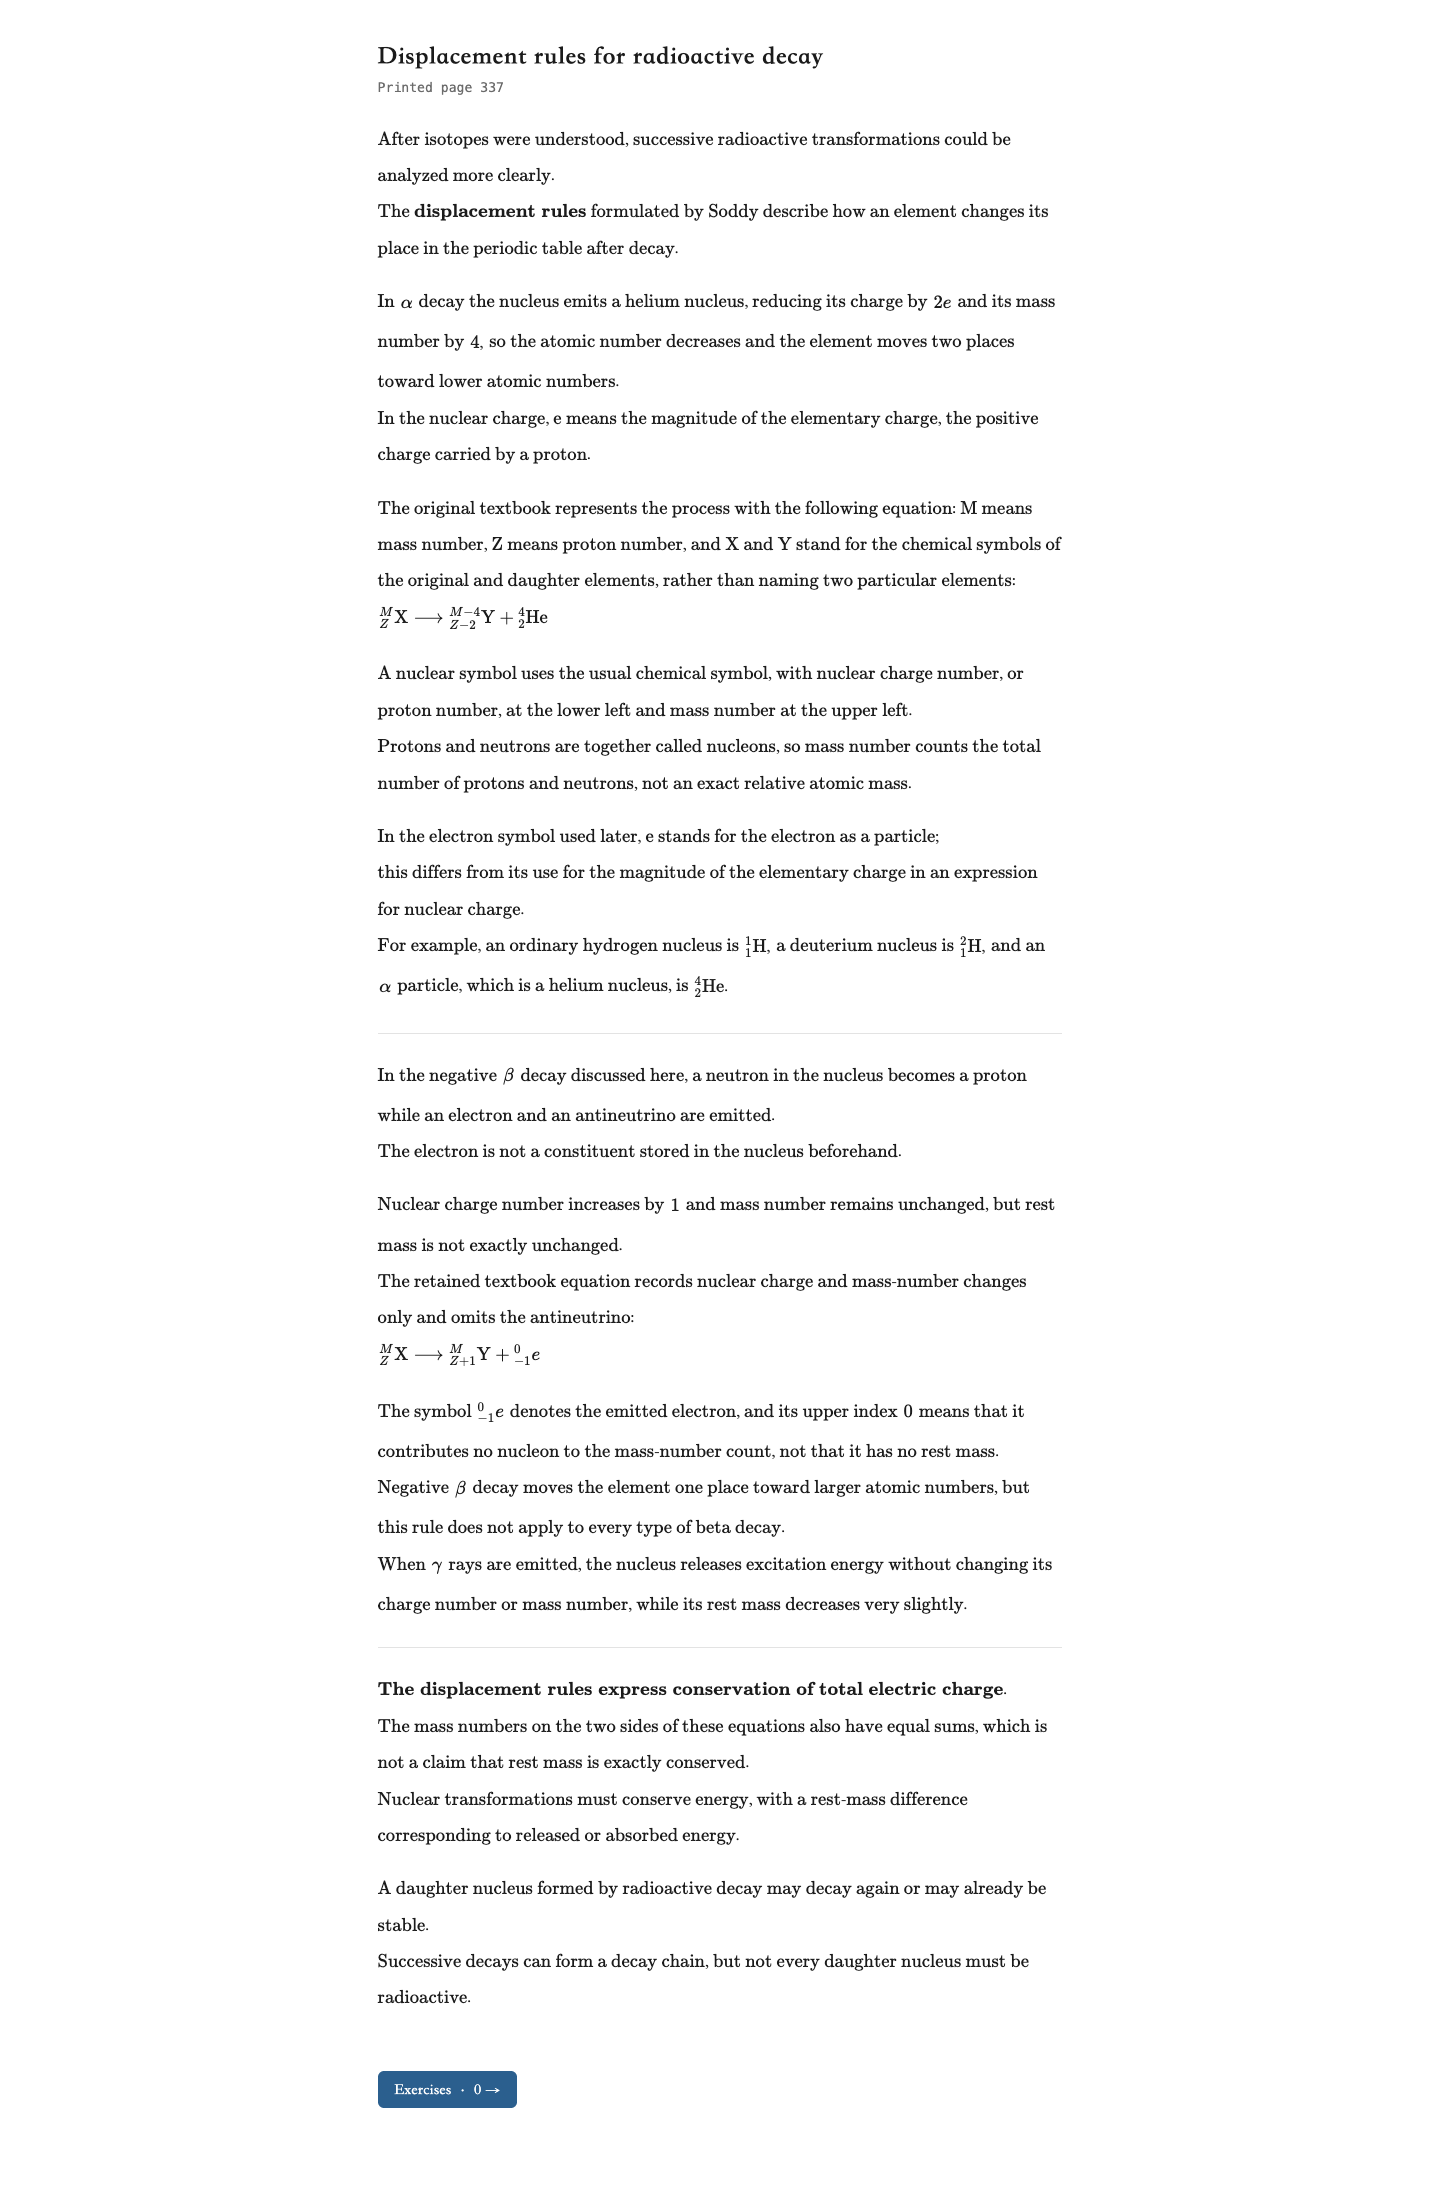 Displacement rules for radioactive decay
Printed page 337
After isotopes were understood, successive radioactive transformations could be
analyzed more clearly.
The displacement rules formulated by Soddy describe how an element changes its
place in the periodic table after decay.
In α decay the nucleus emits a helium nucleus, reducing its charge by 2e and its mass
number by 4, so the atomic number decreases and the element moves two places
toward lower atomic numbers.
In the nuclear charge, e means the magnitude of the elementary charge, the positive
charge carried by a proton.
The original textbook represents the process with the following equation: M means
mass number, Z means proton number, and X and Y stand for the chemical symbols of
the original and daughter elements, rather than naming two particular elements:
$^{M}_{Z}\mathrm{X} \longrightarrow {}^{M-4}_{Z-2}\mathrm{Y} + {}^{4}_{2}\mathrm{He}$
A nuclear symbol uses the usual chemical symbol, with nuclear charge number, or
proton number, at the lower left and mass number at the upper left.
Protons and neutrons are together called nucleons, so mass number counts the total
number of protons and neutrons, not an exact relative atomic mass.
In the electron symbol used later, e stands for the electron as a particle;
this differs from its use for the magnitude of the elementary charge in an expression
for nuclear charge.
For example, an ordinary hydrogen nucleus is $^{1}_{1}\mathrm{H}$, a deuterium nucleus is $^{2}_{1}\mathrm{H}$, and an
α particle, which is a helium nucleus, is $^{4}_{2}\mathrm{He}$.
In the negative β decay discussed here, a neutron in the nucleus becomes a proton
while an electron and an antineutrino are emitted.
The electron is not a constituent stored in the nucleus beforehand.
Nuclear charge number increases by 1 and mass number remains unchanged, but rest
mass is not exactly unchanged.
The retained textbook equation records nuclear charge and mass-number changes
only and omits the antineutrino:
$^{M}_{Z}\mathrm{X} \longrightarrow {}^{M}_{Z+1}\mathrm{Y} + {}^{0}_{-1}e$
The symbol $^{0}_{-1}e$ denotes the emitted electron, and its upper index 0 means that it
contributes no nucleon to the mass-number count, not that it has no rest mass.
Negative β decay moves the element one place toward larger atomic numbers, but
this rule does not apply to every type of beta decay.
When γ rays are emitted, the nucleus releases excitation energy without changing its
charge number or mass number, while its rest mass decreases very slightly.
The displacement rules express conservation of total electric charge.
The mass numbers on the two sides of these equations also have equal sums, which is
not a claim that rest mass is exactly conserved.
Nuclear transformations must conserve energy, with a rest-mass difference
corresponding to released or absorbed energy.
A daughter nucleus formed by radioactive decay may decay again or may already be
stable.
Successive decays can form a decay chain, but not every daughter nucleus must be
radioactive.
Exercises · 0 →